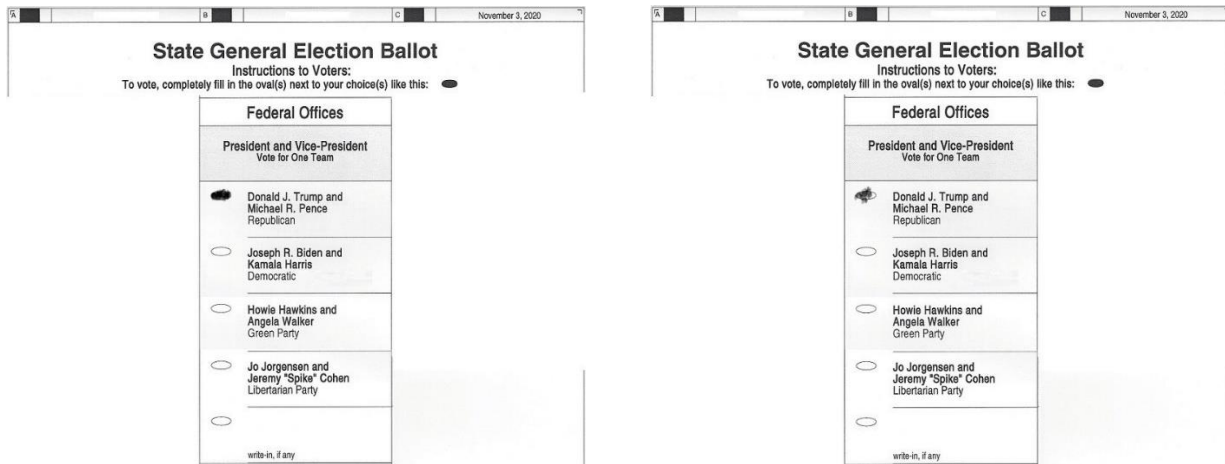 A B C November 3, 2020
State General Election Ballot
Instructions to Voters:
To vote, completely fill in the oval(s) next to your choice(s) like this:
Federal Offices
President and Vice-President
Vote for One Team
Donald J. Trump and
Michael R. Pence
Republican
Joseph R. Biden and
Kamala Harris
Democratic
Howie Hawkins and
Angela Walker
Green Party
Jo Jorgensen and
Jeremy "Spike" Cohen
Libertarian Party
write-in, if any
A B C November 3, 2020
State General Election Ballot
Instructions to Voters:
To vote, completely fill in the oval(s) next to your choice(s) like this:
Federal Offices
President and Vice-President
Vote for One Team
Donald J. Trump and
Michael R. Pence
Republican
Joseph R. Biden and
Kamala Harris
Democratic
Howie Hawkins and
Angela Walker
Green Party
Jo Jorgensen and
Jeremy "Spike" Cohen
Libertarian Party
write-in, if any